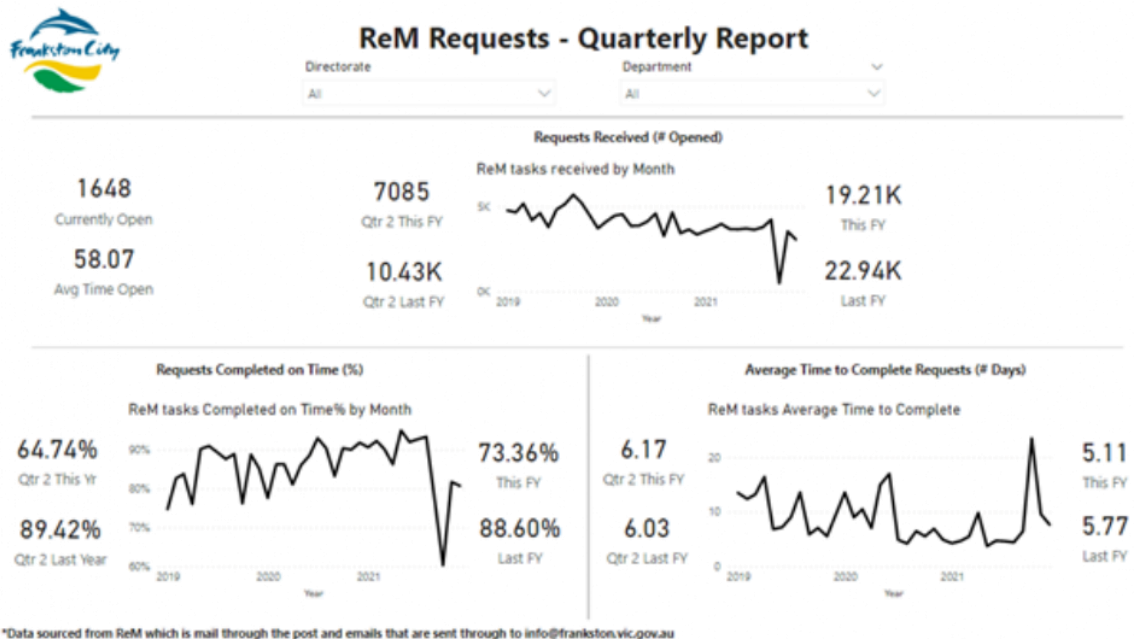 Frankston City
ReM Requests - Quarterly Report
Directorate
All
Department
All
Requests Received (# Opened)
1648
Currently Open
58.07
Avg Time Open
7085
Qtr 2 This FY
10.43K
Qtr 2 Last FY
ReM tasks received by Month
5K
0K
2019
2020
2021
Year
19.21K
This FY
22.94K
Last FY
Requests Completed on Time (%)
64.74%
Qtr 2 This Yr
89.42%
Qtr 2 Last Year
ReM tasks Completed on Time% by Month
90%
80%
70%
60%
2019
2020
2021
Year
73.36%
This FY
88.60%
Last FY
Average Time to Complete Requests (# Days)
6.17
Qtr 2 This FY
6.03
Qtr 2 Last FY
ReM tasks Average Time to Complete
20
10
0
2019
2020
2021
Year
5.11
This FY
5.77
Last FY
*Data sourced from ReM which is mail through the post and emails that are sent through to info@frankston.vic.gov.au